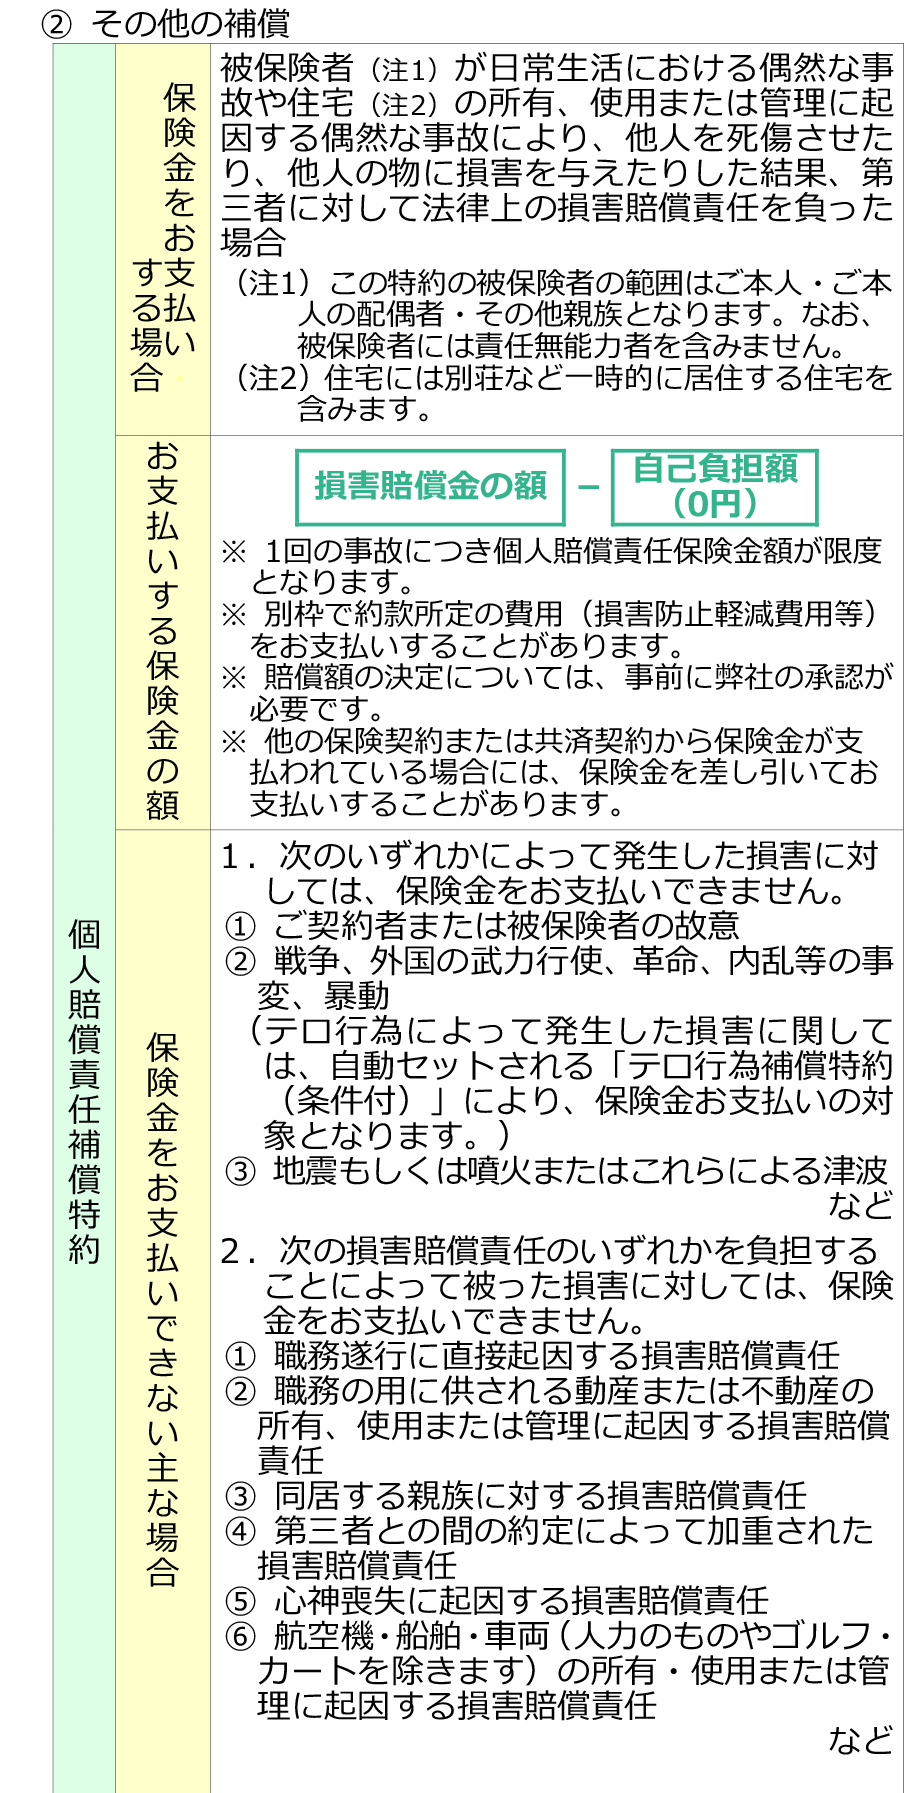 ② その他の補償
個人賠償責任補償特約
保険金をお支払い
する場合
被保険者（注1）が日常生活における偶然な事
故や住宅（注2）の所有、使用または管理に起
因する偶然な事故により、他人を死傷させた
り、他人の物に損害を与えたりした結果、第
三者に対して法律上の損害賠償責任を負った
場合
（注1）この特約の被保険者の範囲はご本人・ご本
人の配偶者・その他親族となります。なお、
被保険者には責任無能力者を含みません。
（注2）住宅には別荘など一時的に居住する住宅を
含みます。
お支払いする保険金の額
損害賠償金の額 － 自己負担額
（0円）
※ 1回の事故につき個人賠償責任保険金額が限度
となります。
※ 別枠で約款所定の費用（損害防止軽減費用等）
をお支払いすることがあります。
※ 賠償額の決定については、事前に弊社の承認が
必要です。
※ 他の保険契約または共済契約から保険金が支
払われている場合には、保険金を差し引いてお
支払いすることがあります。
保険金をお支払いできない主な場合
１．次のいずれかによって発生した損害に対
しては、保険金をお支払いできません。
① ご契約者または被保険者の故意
② 戦争、外国の武力行使、革命、内乱等の事
変、暴動
（テロ行為によって発生した損害に関して
は、自動セットされる「テロ行為補償特約
（条件付）」により、保険金お支払いの対
象となります。）
③ 地震もしくは噴火またはこれらによる津波
など
２．次の損害賠償責任のいずれかを負担する
ことによって被った損害に対しては、保険
金をお支払いできません。
① 職務遂行に直接起因する損害賠償責任
② 職務の用に供される動産または不動産の
所有、使用または管理に起因する損害賠償
責任
③ 同居する親族に対する損害賠償責任
④ 第三者との間の約定によって加重された
損害賠償責任
⑤ 心神喪失に起因する損害賠償責任
⑥ 航空機・船舶・車両（人力のものやゴルフ・
カートを除きます）の所有・使用または管
理に起因する損害賠償責任
など